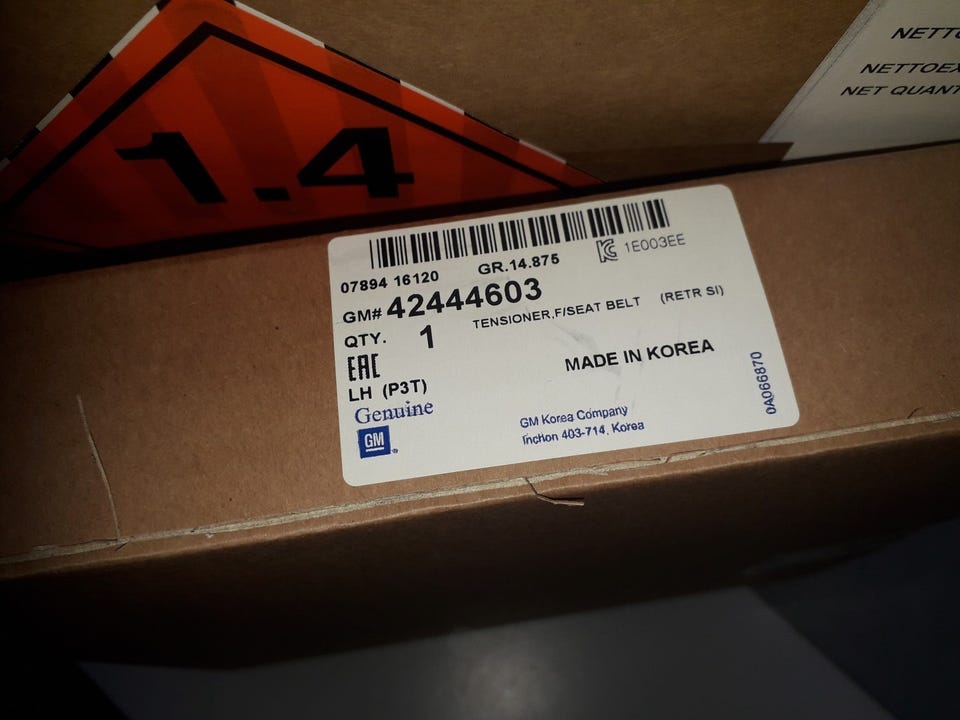 1.4
NETTO
NETTOEX
NET QUANT
07894 16120 GR.14.875 1E003EE
GM# 42444603
QTY. 1 TENSIONER,F/SEAT BELT (RETR SI)
EAC
LH (P3T) MADE IN KOREA
Genuine
GM
GM Korea Company
Inction 403-714, Korea
0A066870